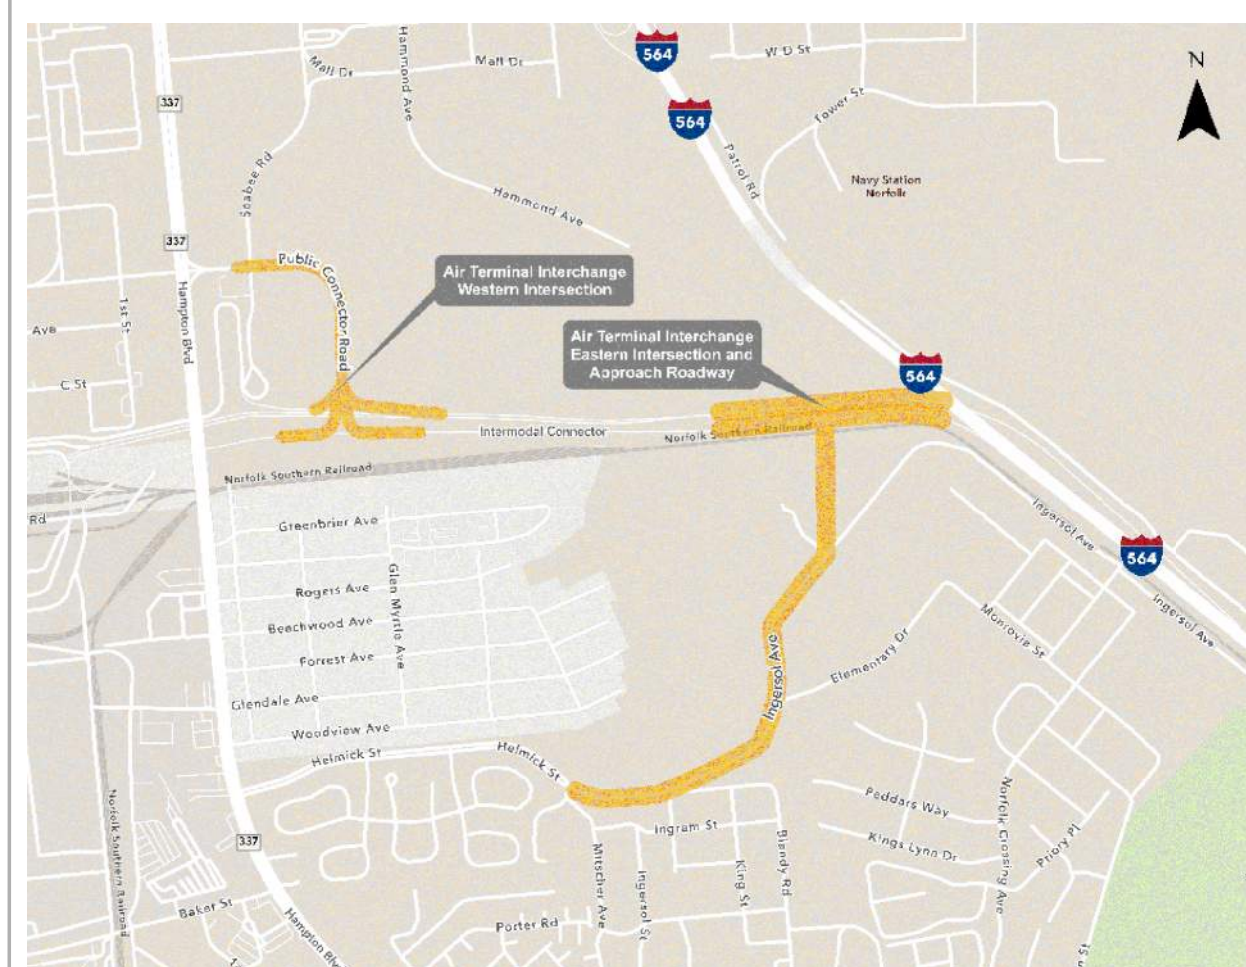 564
W D St
Mall Dr
Mall Dr
Hammond Ave
N
337
564
Tower St
Patrol Rd
Navy Station
Norfolk
Seabee Rd
Hammond Ave
337
Public Connector Road
Air Terminal Interchange
Western Intersection
1st St
Hampton Blvd
Ave
Air Terminal Interchange
Eastern Intersection and
Approach Roadway
C St
564
Intermodal Connector
Norfolk Southern Railroad
Norfolk Southern Railroad
Rd
Greenbrier Ave
Ingersol Ave
564
Rogers Ave
Glen Myrtle Ave
Ingersol Ave
Beechwood Ave
Monrovia St
Forrest Ave
Elementary Dr
Ingersol Ave
Glendale Ave
Woodview Ave
Helmick St
Helmick St
Peddars Way
Norfolk Crossing Ave
Norfolk Southern Railroad
Ingram St
337
Kings Lynn Dr
Priory Pl
Mitscher Ave
Ingersol St
King St
Blandy Rd
Baker St
Porter Rd
Hampton Blv
n St